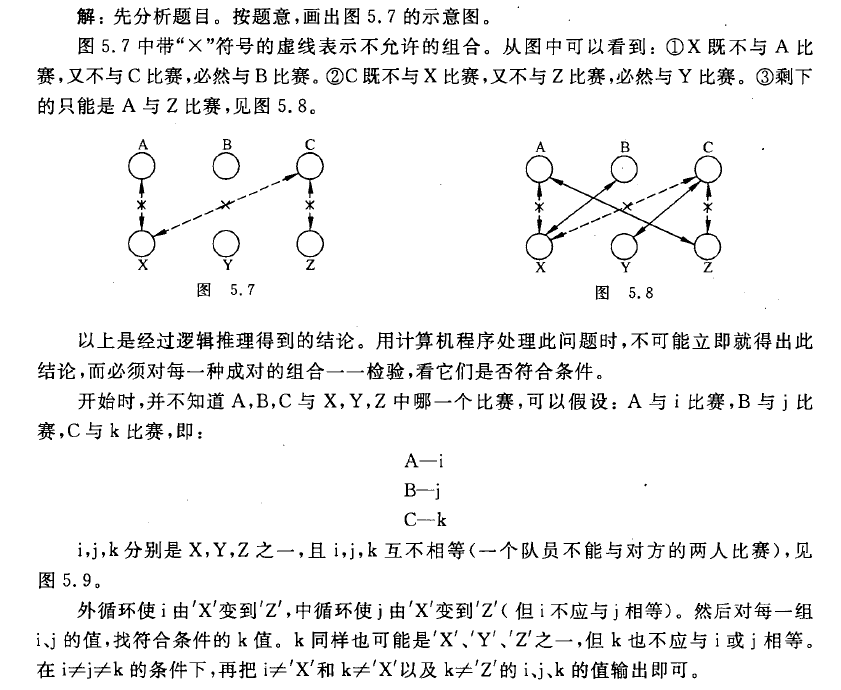 解：先分析题目。按题意,画出图 5.7 的示意图。
图 5.7 中带“×”符号的虚线表示不允许的组合。从图中可以看到：①X 既不与 A 比
赛,又不与 C 比赛,必然与 B 比赛。②C 既不与 X 比赛,又不与 Z 比赛,必然与 Y 比赛。③剩下
的只能是 A 与 Z 比赛,见图 5.8。
A B C
X Y Z
图 5.7
A B C
X Y Z
图 5.8
以上是经过逻辑推理得到的结论。用计算机程序处理此问题时,不可能立即就得出此
结论,而必须对每一种成对的组合一一检验,看它们是否符合条件。
开始时,并不知道 A,B,C 与 X,Y,Z 中哪一个比赛,可以假设：A 与 i 比赛,B 与 j 比
赛,C 与 k 比赛,即：
A—i
B—j
C—k
i,j,k 分别是 X,Y,Z 之一,且 i,j,k 互不相等(一个队员不能与对方的两人比赛),见
图 5.9。
外循环使 i 由′X′变到′Z′,中循环使 j 由′X′变到′Z′( 但 i 不应与 j 相等)。然后对每一组
i、j 的值,找符合条件的 k 值。k 同样也可能是′X′、′Y′、′Z′之一,但 k 也不应与 i 或 j 相等。
在 i≠j≠k 的条件下,再把 i≠′X′和 k≠′X′以及 k≠′Z′的 i、j、k 的值输出即可。